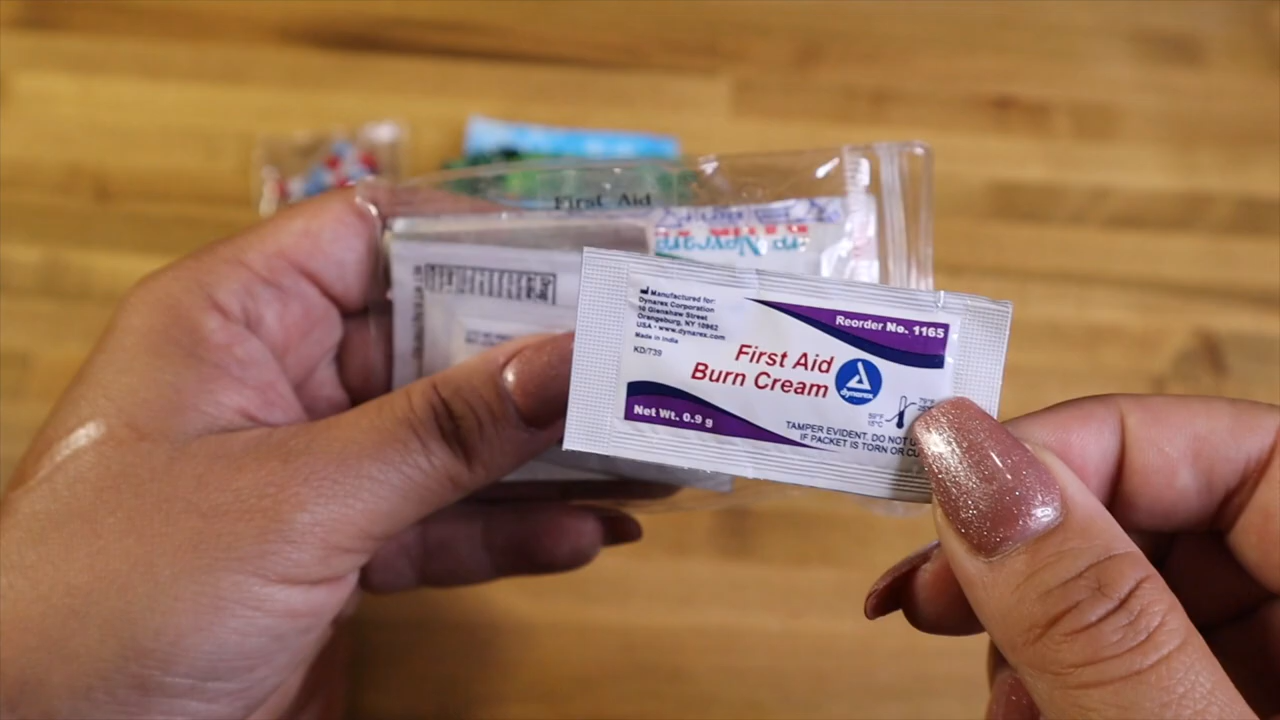 First Aid
Manufactured for:
Dynarex Corporation
10 Glenshaw Street
Orangeburg, NY 10962
USA - www.dynarex.com
Made in India
KD/739
Reorder No. 1165
First Aid
Burn Cream
dynarex
Net Wt. 0.9 g
59°F
15°C
TAMPER EVIDENT. DO NOT
IF PACKET IS TORN OR